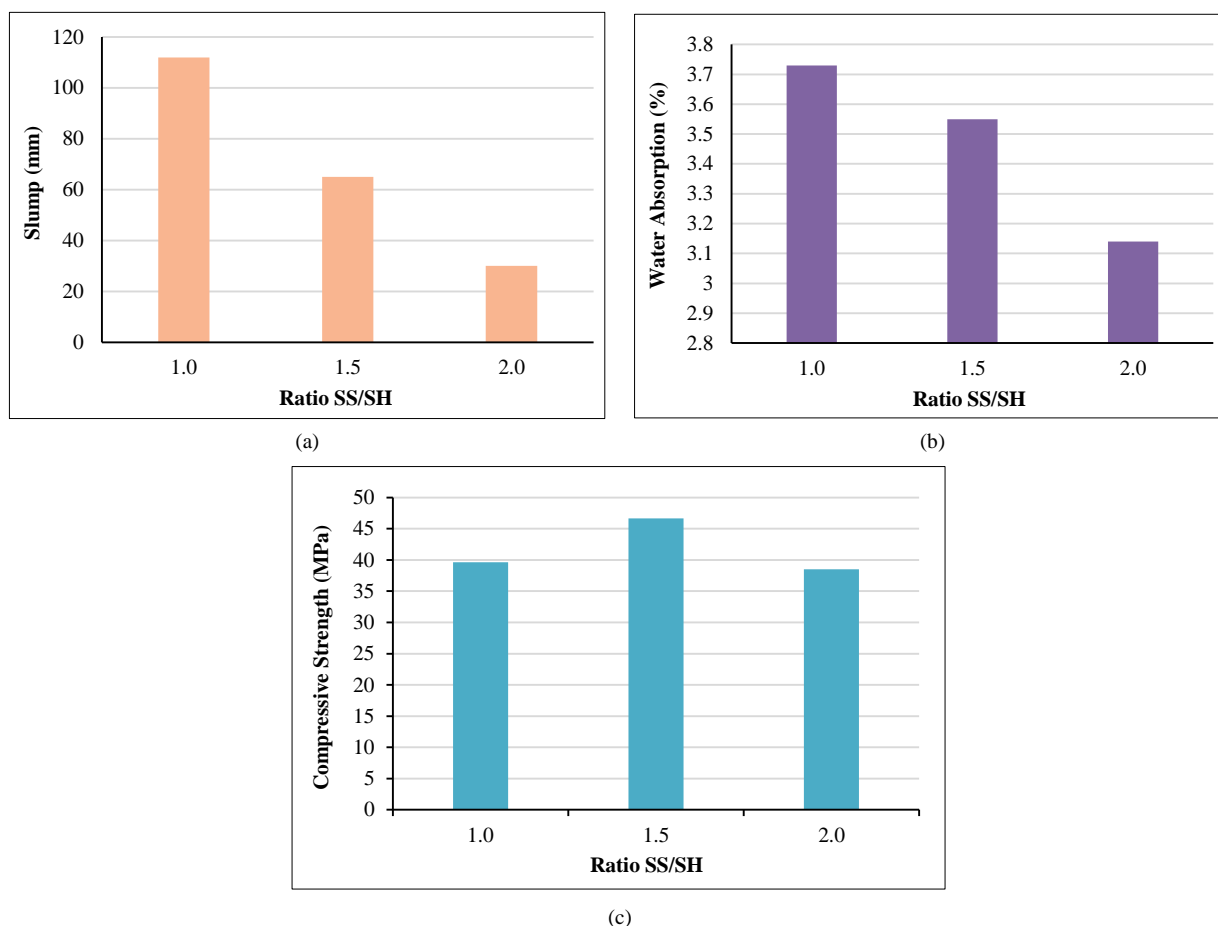 120
100
80
60
40
20
0
Slump (mm)
1.0 1.5 2.0
Ratio SS/SH
(a)
3.8
3.7
3.6
3.5
3.4
3.3
3.2
3.1
3
2.9
2.8
Water Absorption (%)
1.0 1.5 2.0
Ratio SS/SH
(b)
50
45
40
35
30
25
20
15
10
5
0
Compressive Strength (MPa)
1.0 1.5 2.0
Ratio SS/SH
(c)